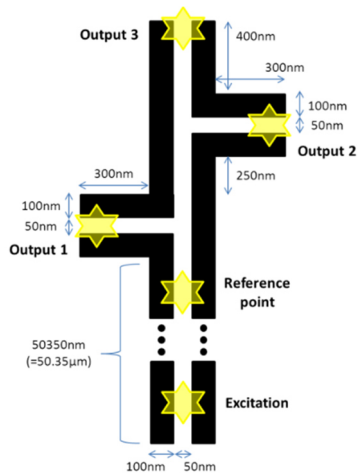 Output 3
400nm
300nm
100nm
50nm
Output 2
300nm
250nm
100nm
50nm
Output 1
Reference
point
50350nm
(=50.35µm)
Excitation
100nm
50nm